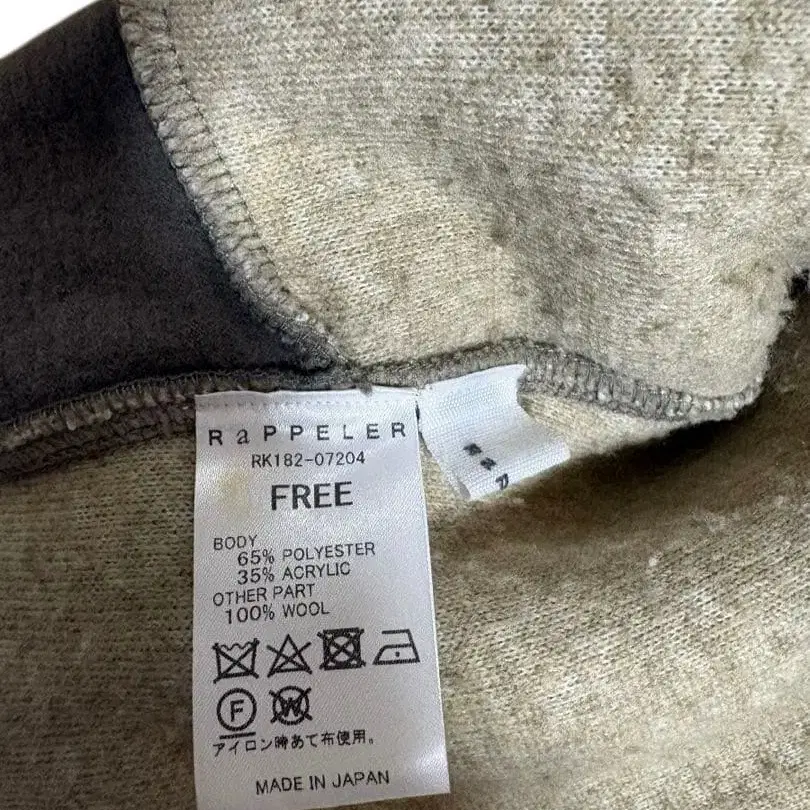 RaPPELER
RK182-07204
FREE
BODY
65% POLYESTER
35% ACRYLIC
OTHER PART
100% WOOL
F W
アイロン時あて布使用。
MADE IN JAPAN